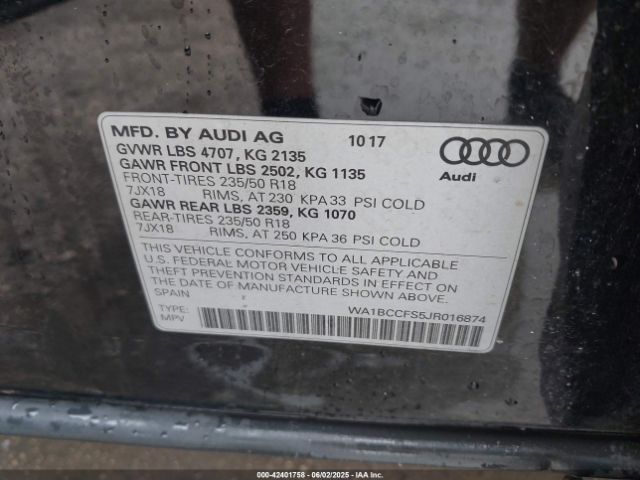 MFD. BY AUDI AG 10 17
GVWR LBS 4707, KG 2135
GAWR FRONT LBS 2502, KG 1135
FRONT-TIRES 235/50 R18
7JX18 RIMS, AT 230 KPA 33 PSI COLD
GAWR REAR LBS 2359, KG 1070
REAR-TIRES 235/50 R18
7JX18 RIMS, AT 250 KPA 36 PSI COLD
Audi
THIS VEHICLE CONFORMS TO ALL APPLICABLE
U.S. FEDERAL MOTOR VEHICLE SAFETY AND
THEFT PREVENTION STANDARDS IN EFFECT ON
THE DATE OF MANUFACTURE SHOWN ABOVE.
SPAIN
TYPE: WA1BCCFS5JR016874
MPV
000-42401758 - 06/02/2025 - IAAI.COM